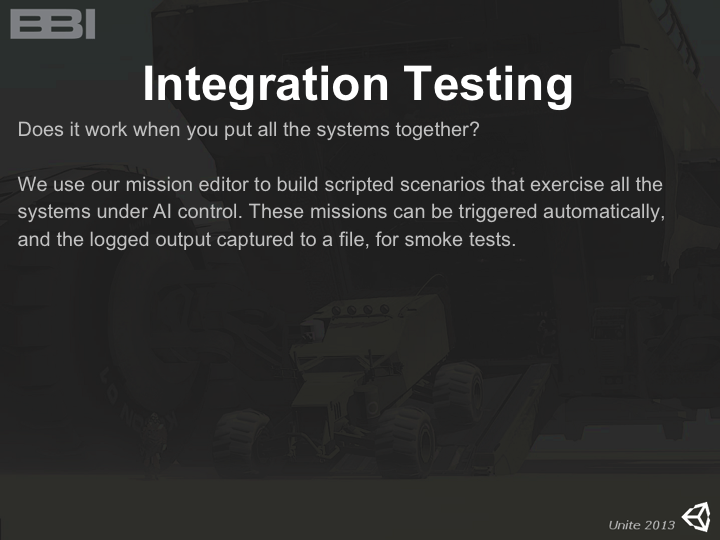 BBI
Integration Testing
Does it work when you put all the systems together?
We use our mission editor to build scripted scenarios that exercise all the
systems under AI control. These missions can be triggered automatically,
and the logged output captured to a file, for smoke tests.
Unite 2013